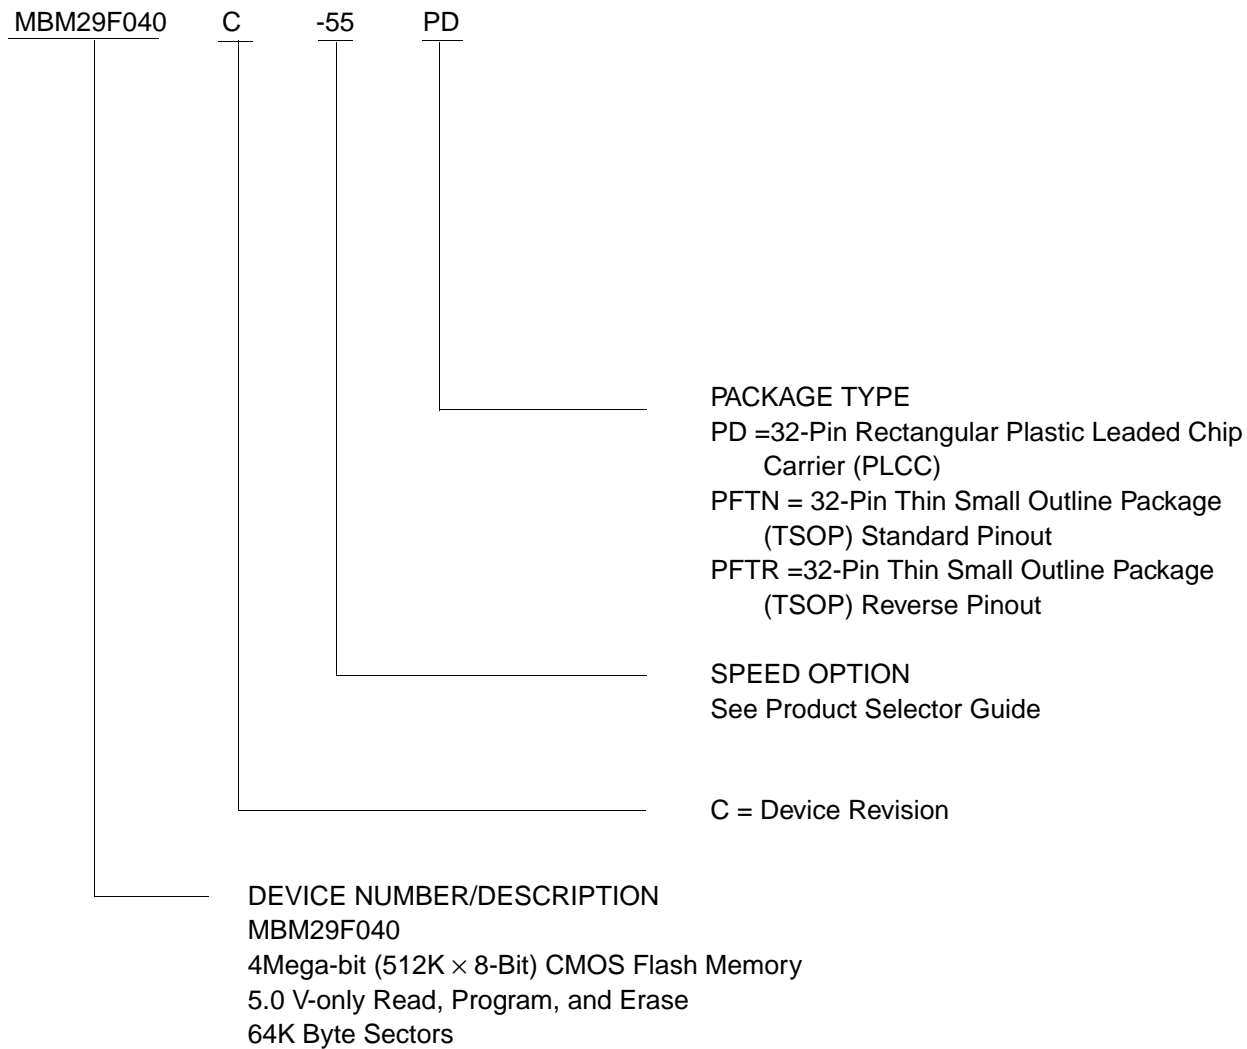 MBM29F040 C -55 PD
PACKAGE TYPE
PD =32-Pin Rectangular Plastic Leaded Chip
Carrier (PLCC)
PFTN = 32-Pin Thin Small Outline Package
(TSOP) Standard Pinout
PFTR =32-Pin Thin Small Outline Package
(TSOP) Reverse Pinout
SPEED OPTION
See Product Selector Guide
C = Device Revision
DEVICE NUMBER/DESCRIPTION
MBM29F040
4Mega-bit (512K × 8-Bit) CMOS Flash Memory
5.0 V-only Read, Program, and Erase
64K Byte Sectors